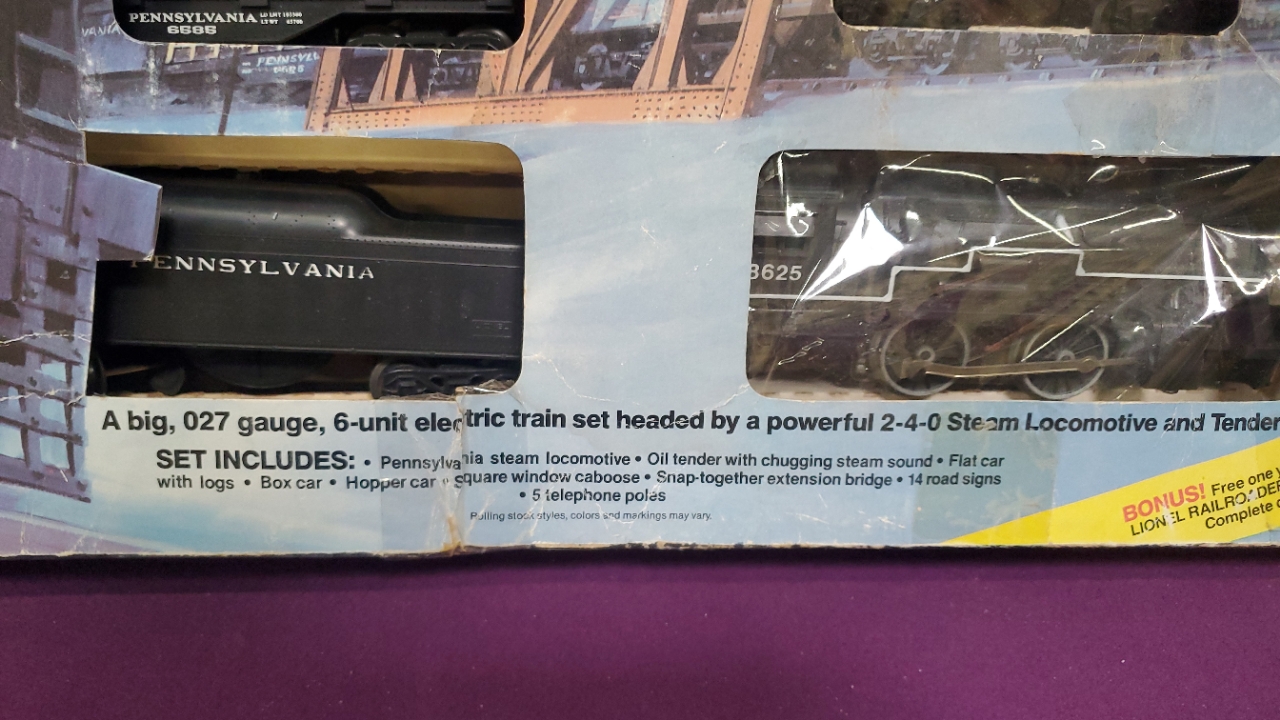 PENNSYLVANIA LD LMT
6585
PENNSYLVANIA
8625
A big, 027 gauge, 6-unit electric train set headed by a powerful 2-4-0 Steam Locomotive and Tender
SET INCLUDES: • Pennsylvania steam locomotive • Oil tender with chugging steam sound • Flat car
with logs • Box car • Hopper car • Square window caboose • Snap-together extension bridge • 14 road signs
• 5 telephone poles
Rolling stock styles, colors and markings may vary.
BONUS! Free one
LIONEL RAILROADER
Complete